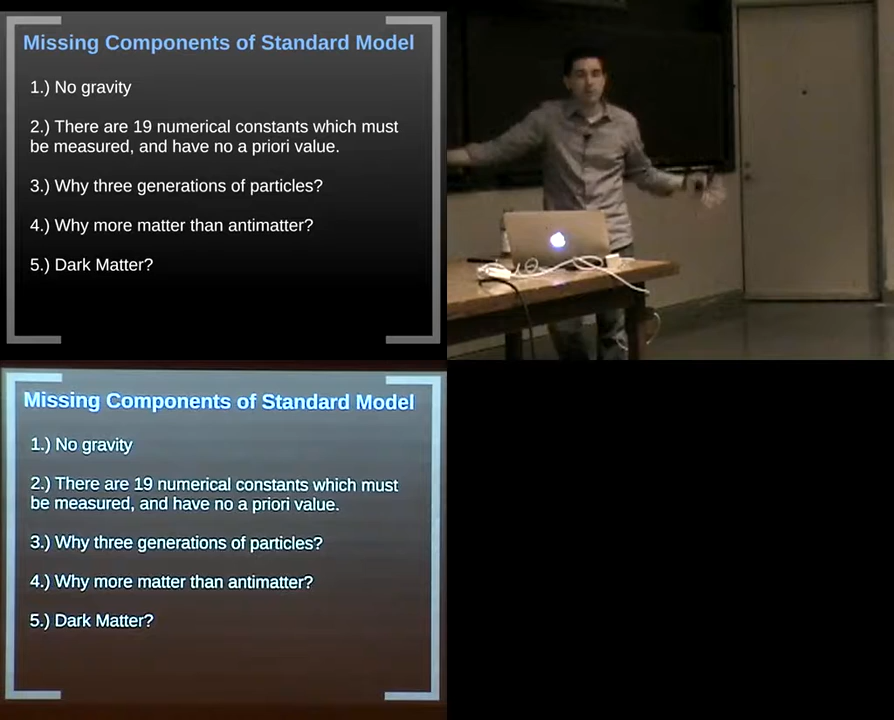 Missing Components of Standard Model
1.) No gravity
2.) There are 19 numerical constants which must
be measured, and have no a priori value.
3.) Why three generations of particles?
4.) Why more matter than antimatter?
5.) Dark Matter?
Missing Components of Standard Model
1.) No gravity
2.) There are 19 numerical constants which must
be measured, and have no a priori value.
3.) Why three generations of particles?
4.) Why more matter than antimatter?
5.) Dark Matter?